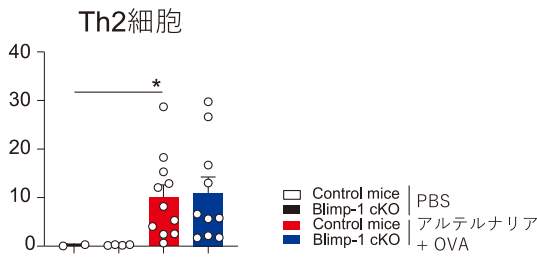 Th2細胞
40
30
20
10
0
*
Control mice
Blimp-1 cKO
PBS
Control mice
Blimp-1 cKO
アルテルナリア
+ OVA